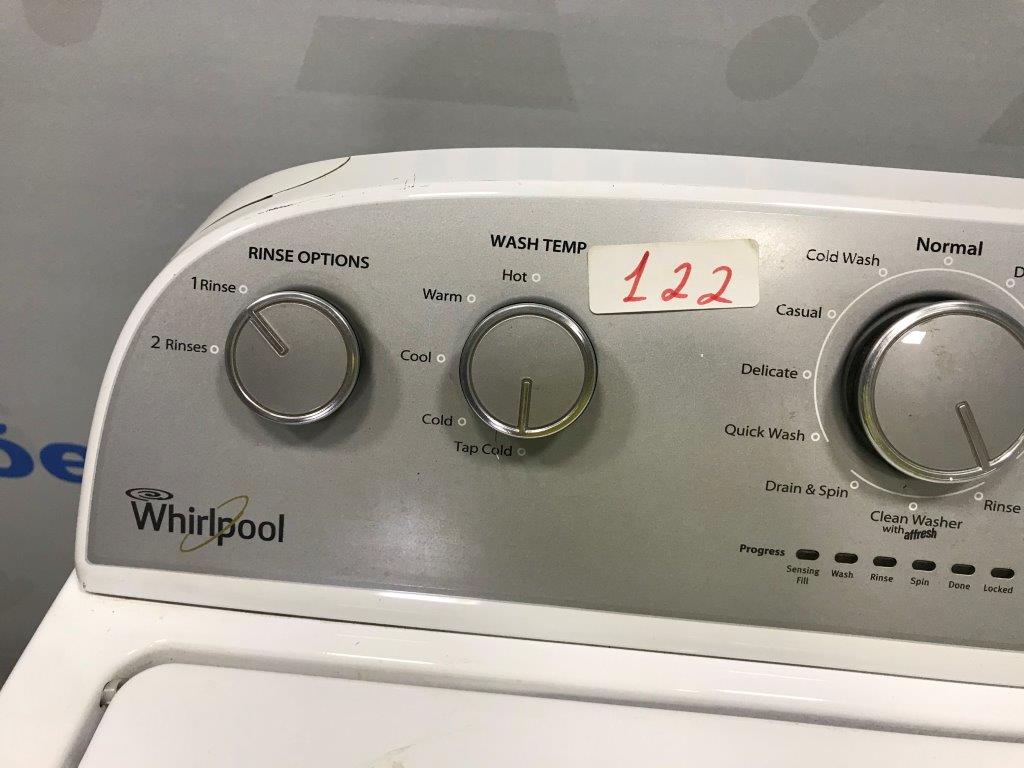 RINSE OPTIONS
1 Rinse
2 Rinses
WASH TEMP
Hot
Warm
Cool
Cold
Tap Cold
122
Normal
Cold Wash
Casual
Delicate
Quick Wash
Drain & Spin
Clean Washer
with affresh
Rinse
Whirlpool
Progress
Sensing
Fill
Wash
Rinse
Spin
Done
Locked